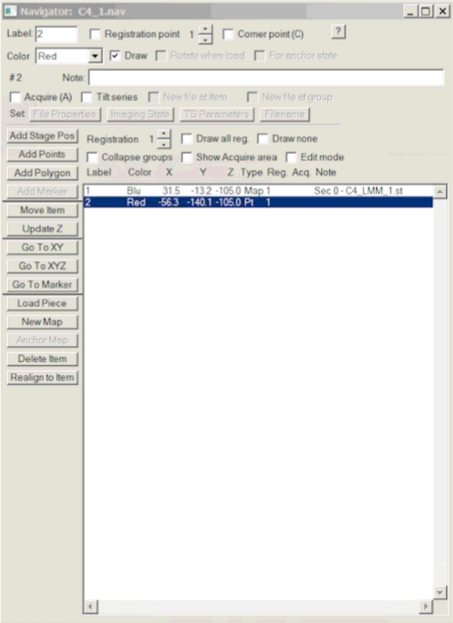 Navigator: C4_1.nav
Label: 2 Registration point 1 Corner point (C) ?
Color Red Draw Rotate when load For anchor state
#2 Note:
Acquire (A) Tilt series New file at item New file at group
Set: File Properties Imaging State TS Parameters Filename
Add Stage Pos Registration 1 Draw all reg. Draw none
Add Points Collapse groups Show Acquire area Edit mode
Add Polygon Label Color X Y Z Type Reg. Acq. Note
Add Marker 1 Blu 31.5 -13.2 -105.0 Map 1 Sec 0 - C4_LMM_1.st
Move Item 2 Red -56.3 -140.1 -105.0 Pt 1
Update Z
Go To XY
Go To XYZ
Go To Marker
Load Piece
New Map
Anchor Map
Delete Item
Realign to Item